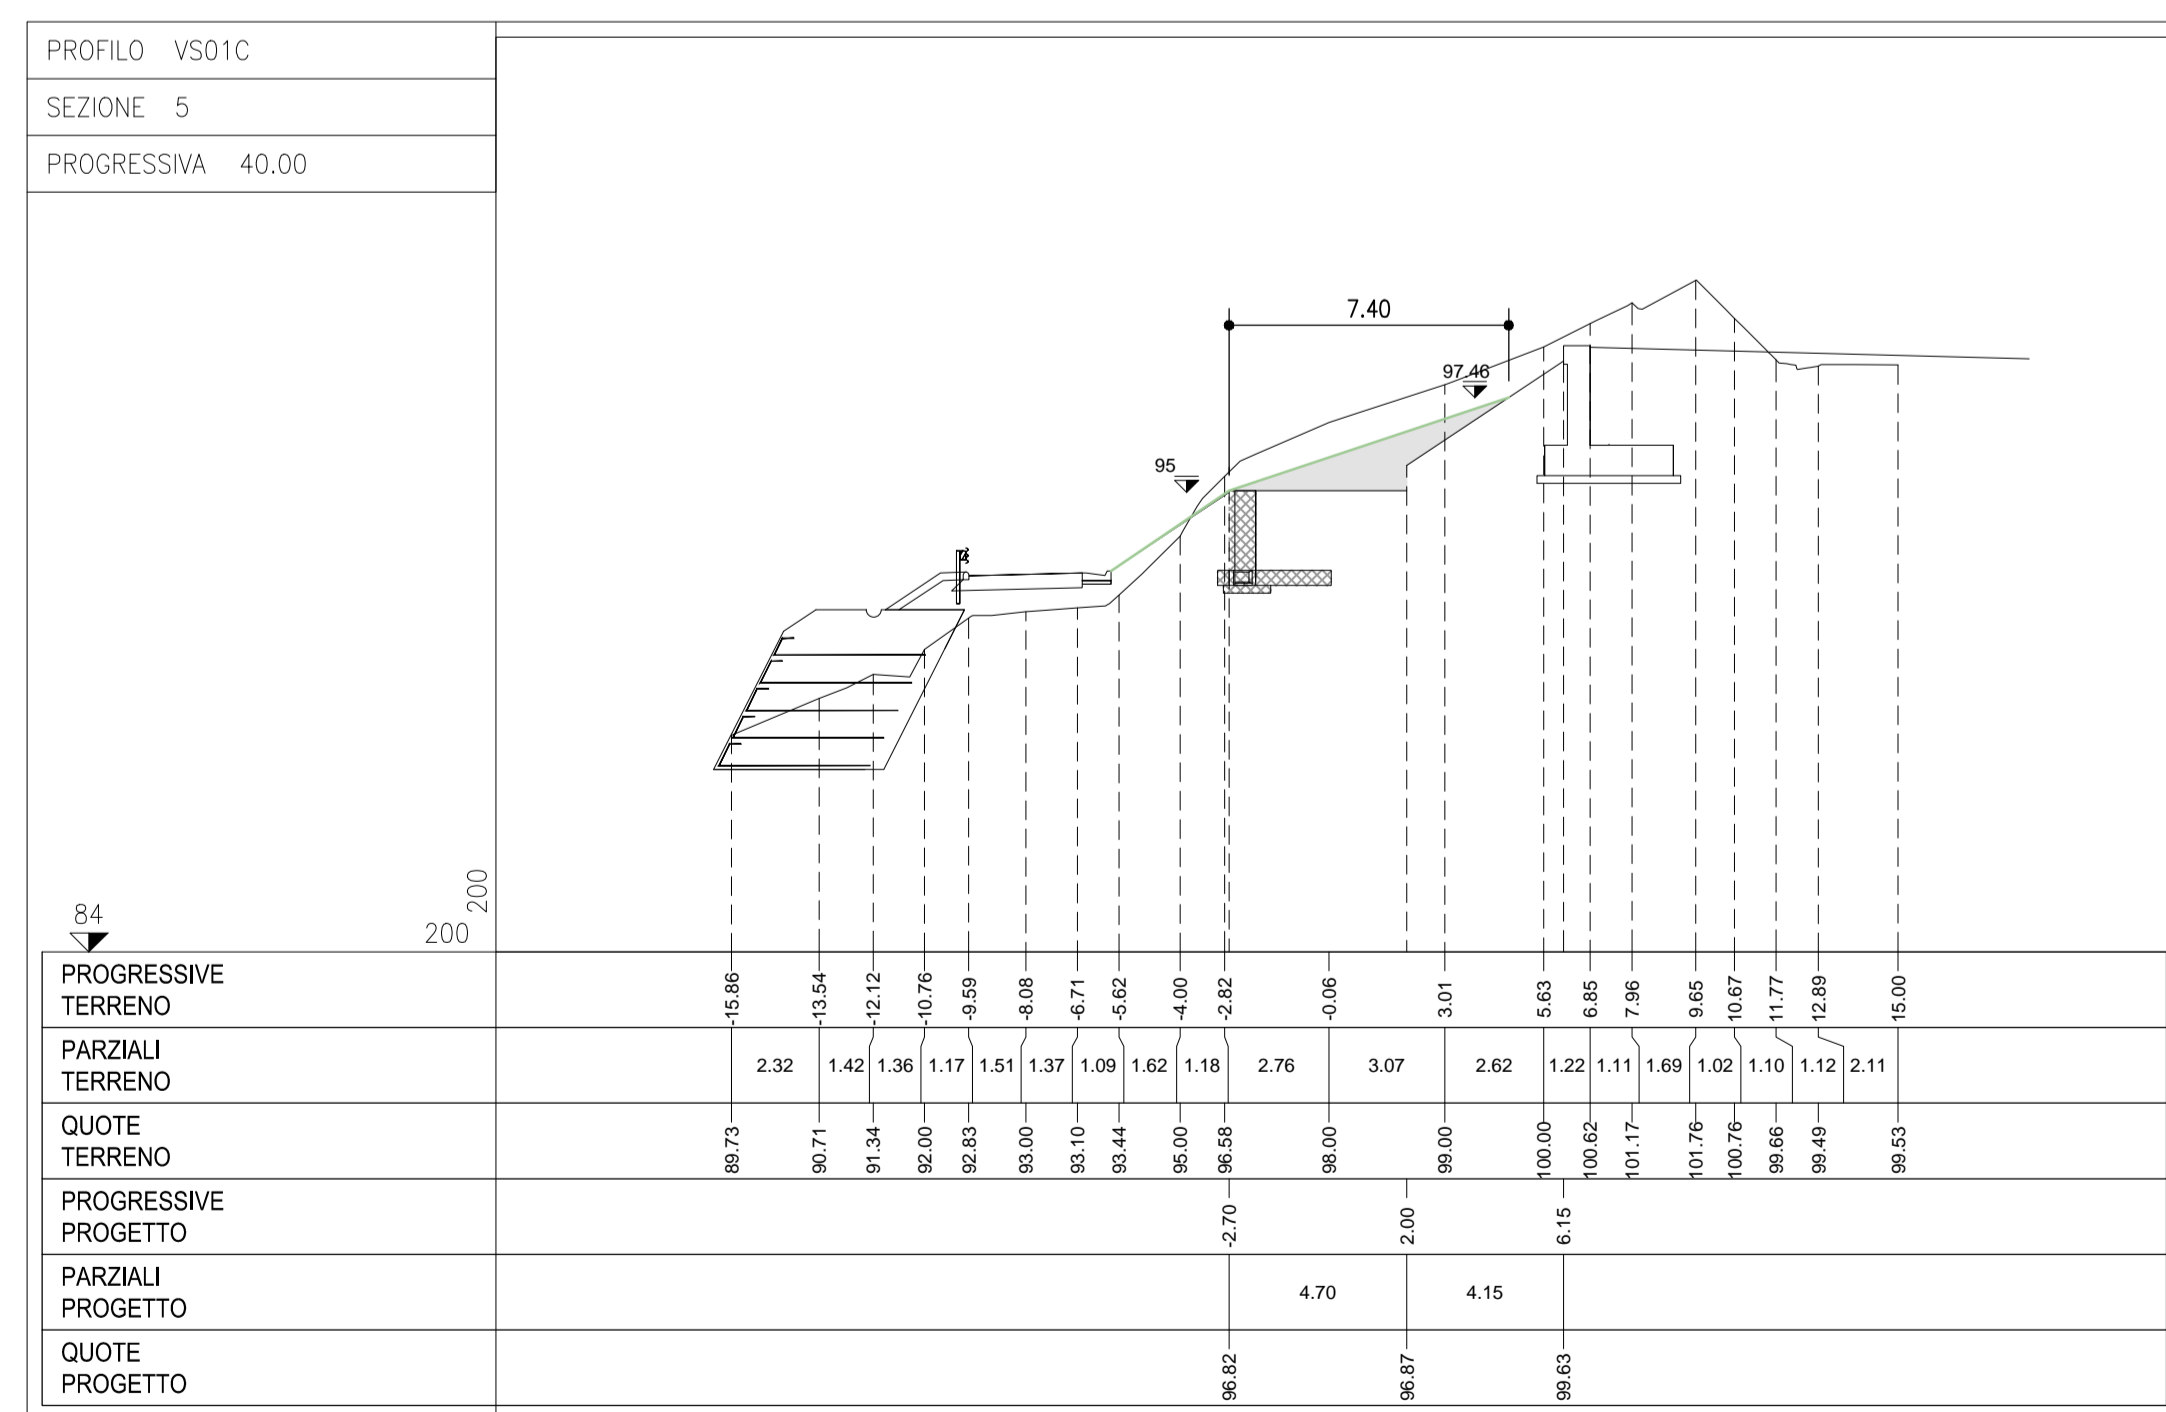 PROFILO VS01C
SEZIONE 5
PROGRESSIVA 40.00
7.40
97.46
95
84
200
200
PROGRESSIVE
TERRENO
-15.86 -13.54 -12.12 -10.76 -9.59 -8.08 -6.71 -5.62 -4.00 -2.82 -0.06 3.01 5.63 6.85 7.96 9.65 10.67 11.77 12.89 15.00
PARZIALI
TERRENO
2.32 1.42 1.36 1.17 1.51 1.37 1.09 1.62 1.18 2.76 3.07 2.62 1.22 1.11 1.69 1.02 1.10 1.12 2.11
QUOTE
TERRENO
89.73 90.71 91.34 92.00 92.83 93.00 93.10 93.44 95.00 96.58 98.00 99.00 100.00 100.62 101.17 101.76 100.76 99.66 99.49 99.53
PROGRESSIVE
PROGETTO
-2.70 2.00 6.15
PARZIALI
PROGETTO
4.70 4.15
QUOTE
PROGETTO
96.82 96.87 99.63